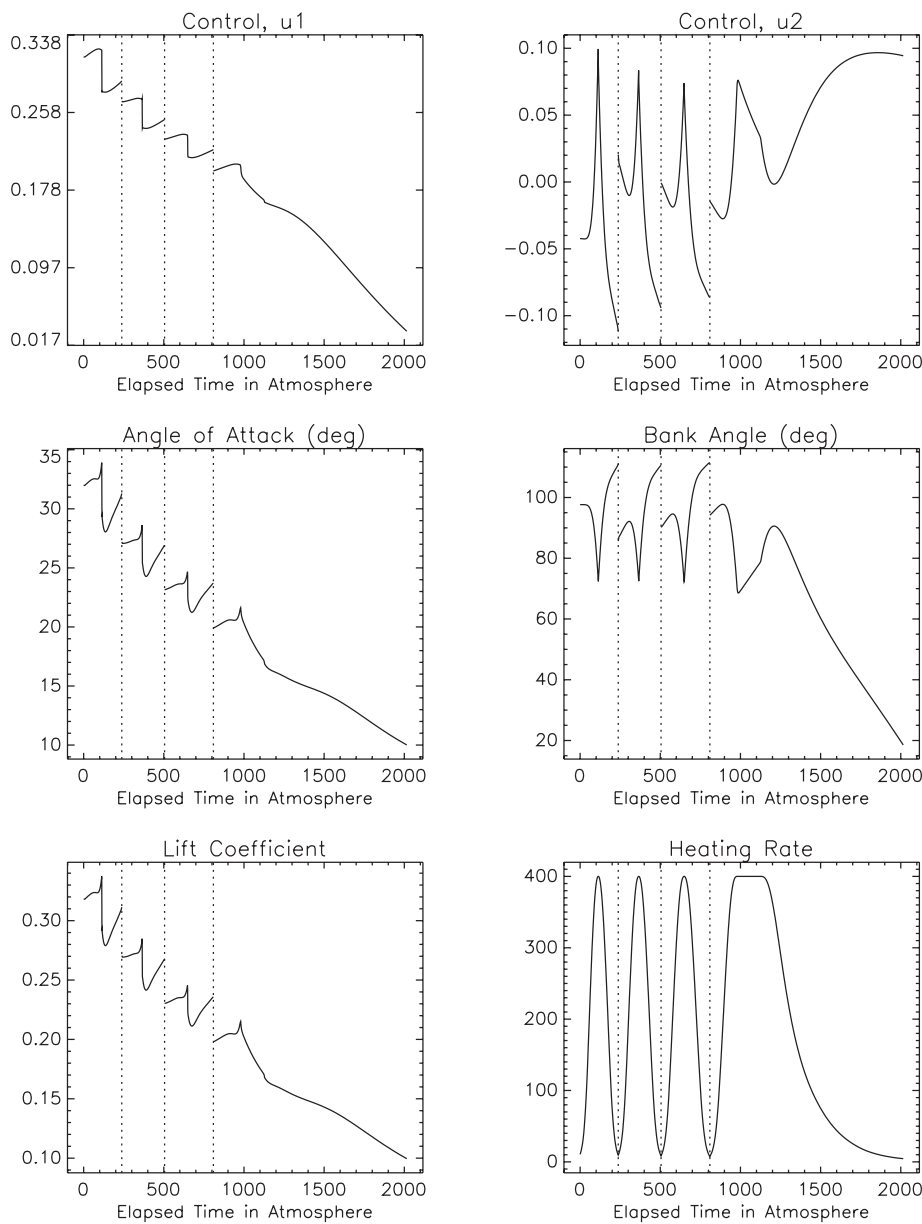 Control, u1
0.338
0.258
0.178
0.097
0.017
0 500 1000 1500 2000
Elapsed Time in Atmosphere
Control, u2
0.10
0.05
0.00
−0.05
−0.10
0 500 1000 1500 2000
Elapsed Time in Atmosphere
Angle of Attack (deg)
35
30
25
20
15
10
0 500 1000 1500 2000
Elapsed Time in Atmosphere
Bank Angle (deg)
100
80
60
40
20
0 500 1000 1500 2000
Elapsed Time in Atmosphere
Lift Coefficient
0.30
0.25
0.20
0.15
0.10
0 500 1000 1500 2000
Elapsed Time in Atmosphere
Heating Rate
400
300
200
100
0
0 500 1000 1500 2000
Elapsed Time in Atmosphere